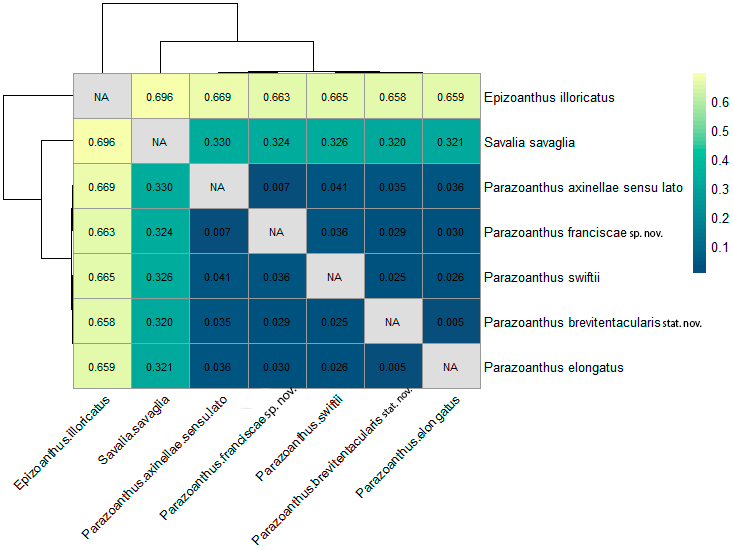 NA 0.696 0.669 0.663 0.665 0.658 0.659 Epizoanthus illoricatus
0.696 NA 0.330 0.324 0.326 0.320 0.321 Savalia savaglia
0.669 0.330 NA 0.007 0.041 0.035 0.036 Parazoanthus axinellae sensu lato
0.663 0.324 0.007 NA 0.036 0.029 0.030 Parazoanthus franciscae sp. nov.
0.665 0.326 0.041 0.036 NA 0.025 0.026 Parazoanthus swiftii
0.658 0.320 0.035 0.029 0.025 NA 0.005 Parazoanthus brevitentacularis stat. nov.
0.659 0.321 0.036 0.030 0.026 0.005 NA Parazoanthus elongatus
Epizoanthus.illoricatus
Savalia.savaglia
Parazoanthus.axinellae.sensu.lato
Parazoanthus.franciscae sp. nov.
Parazoanthus.swiftii
Parazoanthus.brevitentacularis stat. nov.
Parazoanthus.elongatus
0.6
0.5
0.4
0.3
0.2
0.1